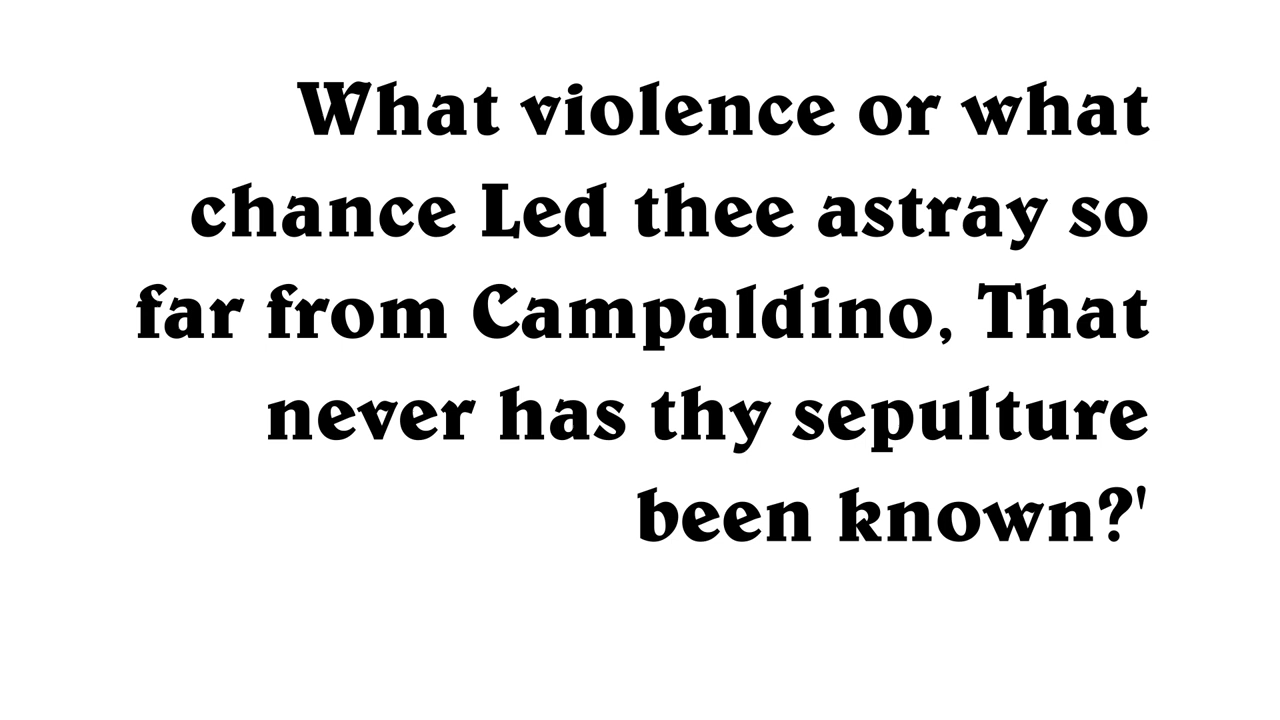 What violence or what
chance Led thee astray so
far from Campaldino, That
never has thy sepulture
been known?'